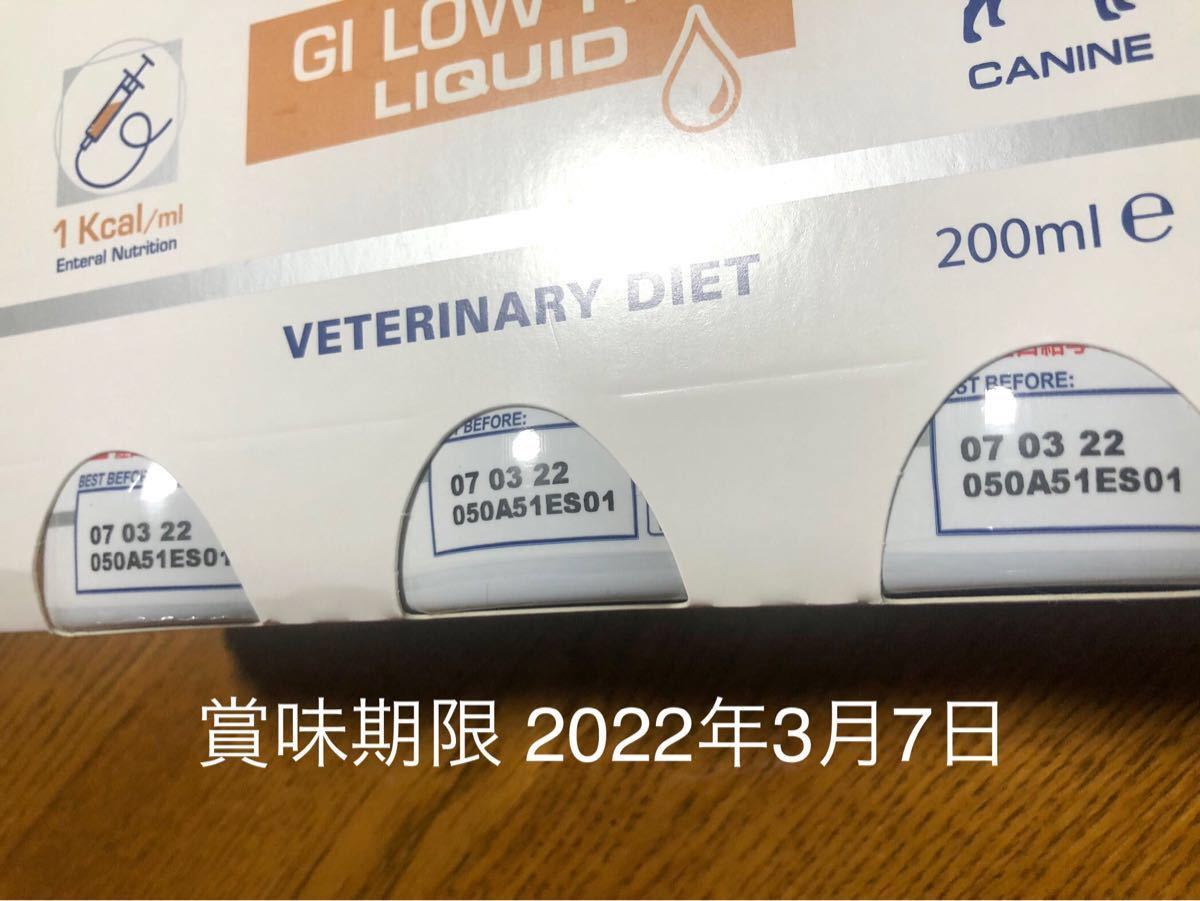 GI LOW
LIQUID
CANINE
1 Kcal/ml
Enteral Nutrition
200ml e
VETERINARY DIET
BEST BEFO
07 03 22
050A51ES01
BEFORE:
07 03 22
050A51ES01
ST BEFORE:
07 03 22
050A51ES01
賞味期限 2022年3月7日